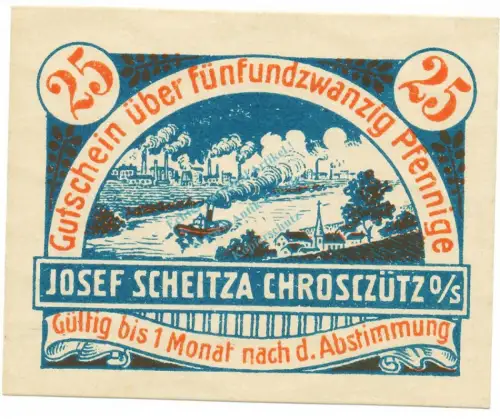 25
25
Gutschein über fünfundzwanzig Pfennige
JOSEF SCHEITZA CHROSCZÜTZ O/S
Gültig bis 1 Monat nach d. Abstimmung